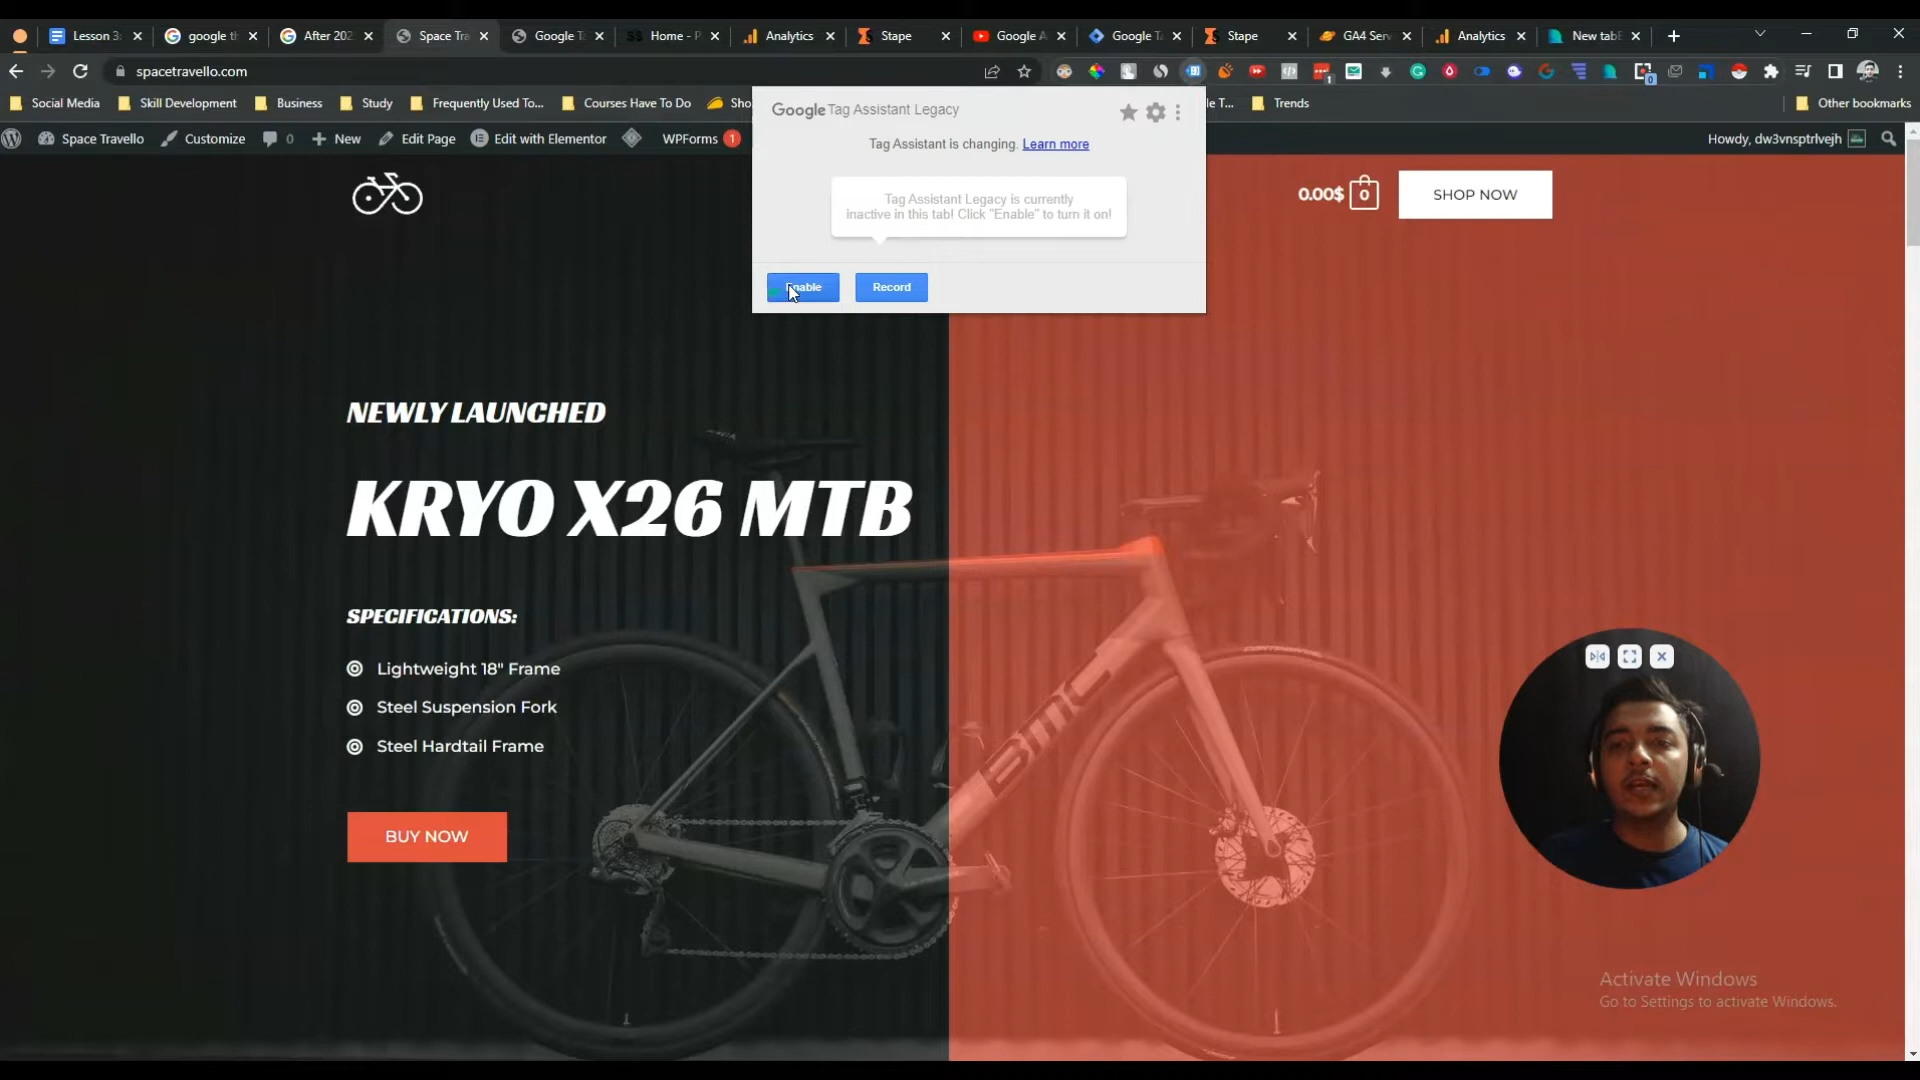 Lesson 3:
google th
After 202
Space Tra
Google T
Home - P
Analytics
Stape
Google A
Google Ta
Stape
GA4 Serv
Analytics
New tab
spacetravello.com
Social Media
Skill Development
Business
Study
Frequently Used To...
Courses Have To Do
Sho
le T...
Trends
Other bookmarks
Space Travello
Customize
0
New
Edit Page
Edit with Elementor
WPForms 1
Howdy, dw3vnsptrlvejh
Google Tag Assistant Legacy
Tag Assistant is changing. Learn more
Tag Assistant Legacy is currently
inactive in this tab! Click "Enable" to turn it on!
Enable
Record
0.00$ 0
SHOP NOW
NEWLY LAUNCHED
KRYO X26 MTB
SPECIFICATIONS:
Lightweight 18" Frame
Steel Suspension Fork
Steel Hardtail Frame
BUY NOW
Activate Windows
Go to Settings to activate Windows.